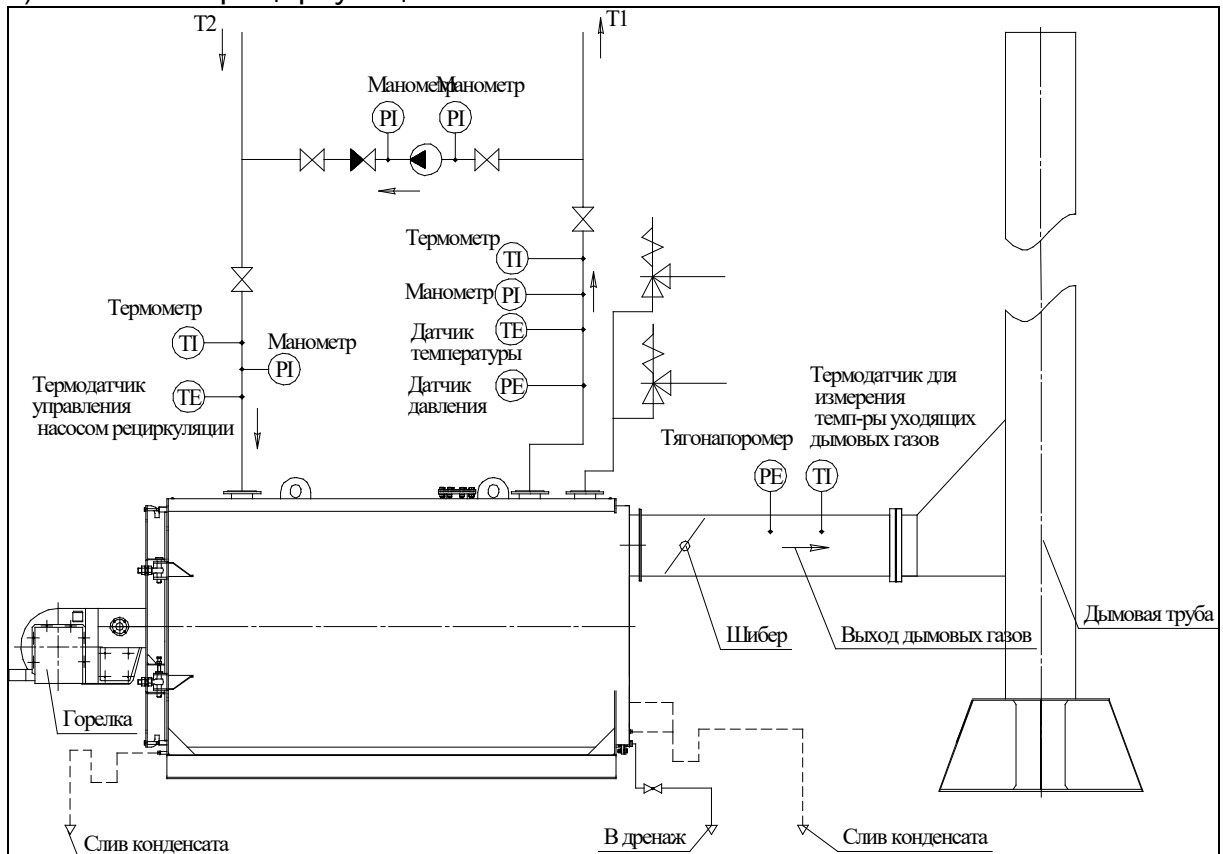 T2
T1
Манометр
Манометр
PI
PI
Термометр
TI
Манометр
PI
Датчик
температуры
TE
Датчик
давления
PE
Термометр
TI
Манометр
PI
Термодатчик
управления
насосом рециркуляции
TE
Термодатчик для
измерения
темп-ры уходящих
дымовых газов
Тягонапоромер
PE
TI
Шибер
Выход дымовых газов
Дымовая труба
Горелка
Слив конденсата
В дренаж
Слив конденсата